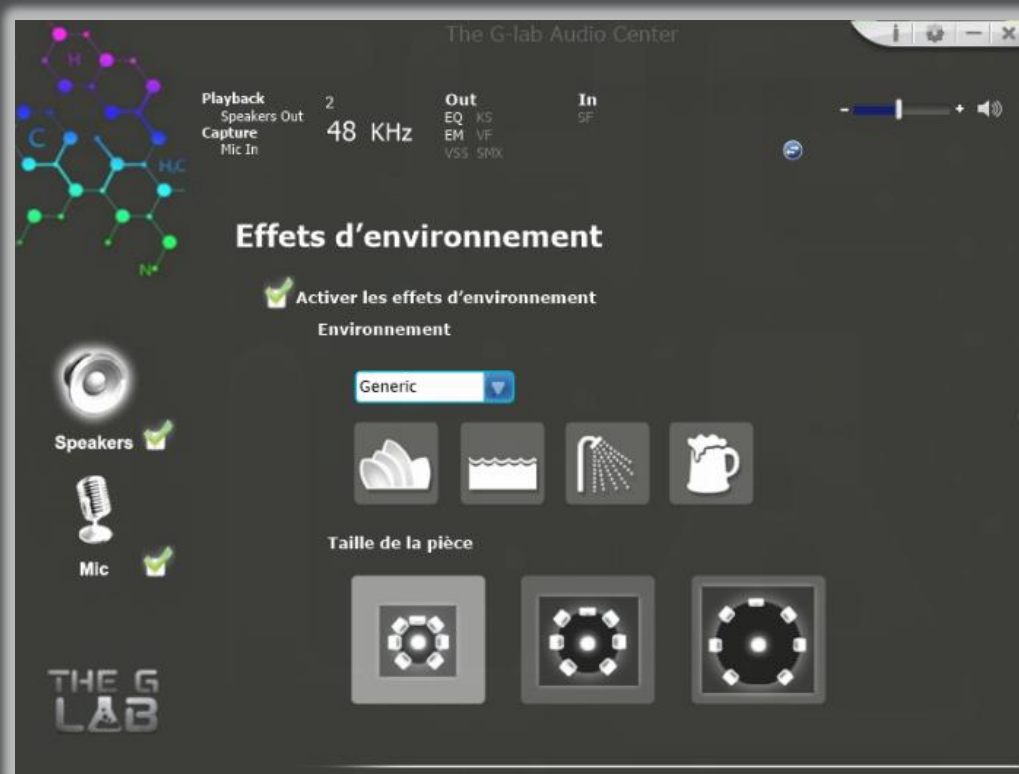 The G-lab Audio Center
i
H
C
H₃C
N
Playback
Speakers Out
Capture
Mic In
2
48 KHz
Out
EQ KS
EM VF
VSS SMX
In
SF
- +
Effets d’environnement
Activer les effets d’environnement
Environnement
Generic
Speakers
Mic
Taille de la pièce
THE G
LAB